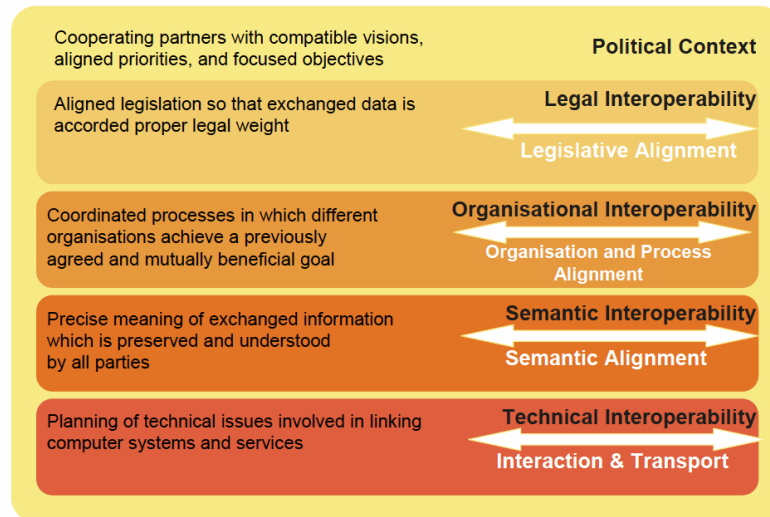 Cooperating partners with compatible visions,
aligned priorities, and focused objectives
Political Context
Aligned legislation so that exchanged data is
accorded proper legal weight
Legal Interoperability
Legislative Alignment
Coordinated processes in which different
organisations achieve a previously
agreed and mutually beneficial goal
Organisational Interoperability
Organisation and Process
Alignment
Precise meaning of exchanged information
which is preserved and understood
by all parties
Semantic Interoperability
Semantic Alignment
Planning of technical issues involved in linking
computer systems and services
Technical Interoperability
Interaction & Transport